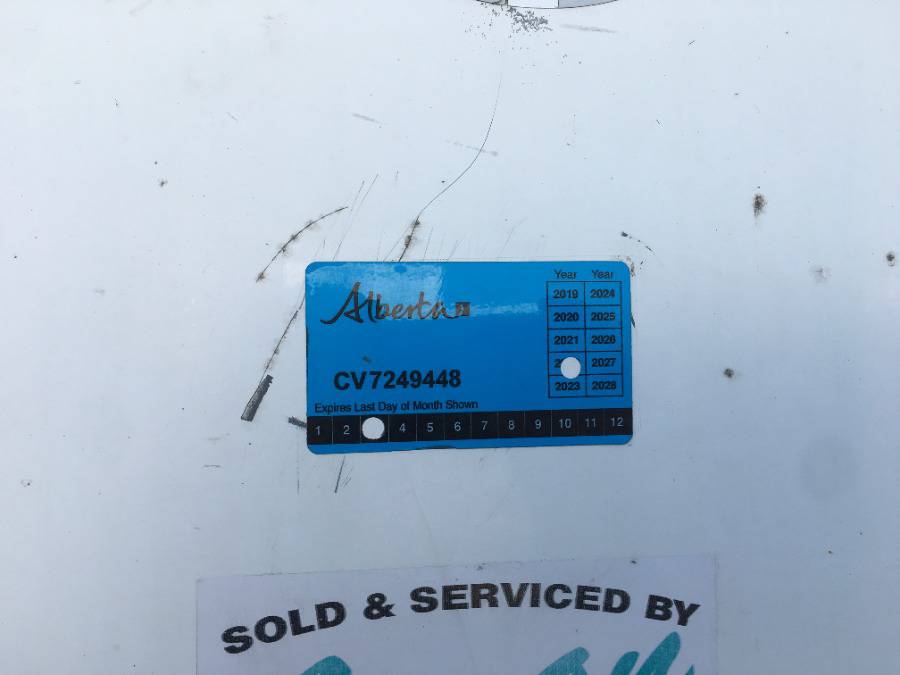 Alberta
Year Year
2019 2024
2020 2025
2021 2026
2027
2023 2028
CV7249448
Expires Last Day of Month Shown
1 2 4 5 6 7 8 9 10 11 12
SOLD & SERVICED BY